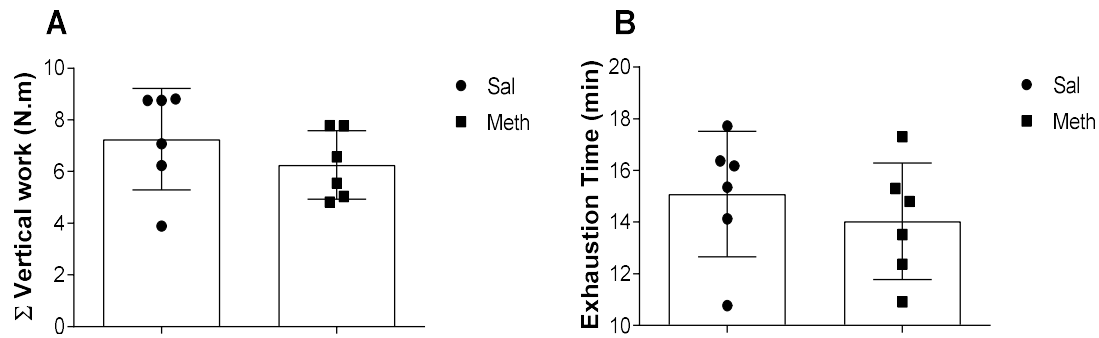 A
Σ Vertical work (N.m)
10
8
6
4
2
0
Sal
Meth
B
Exhaustion Time (min)
20
18
16
14
12
10
Sal
Meth